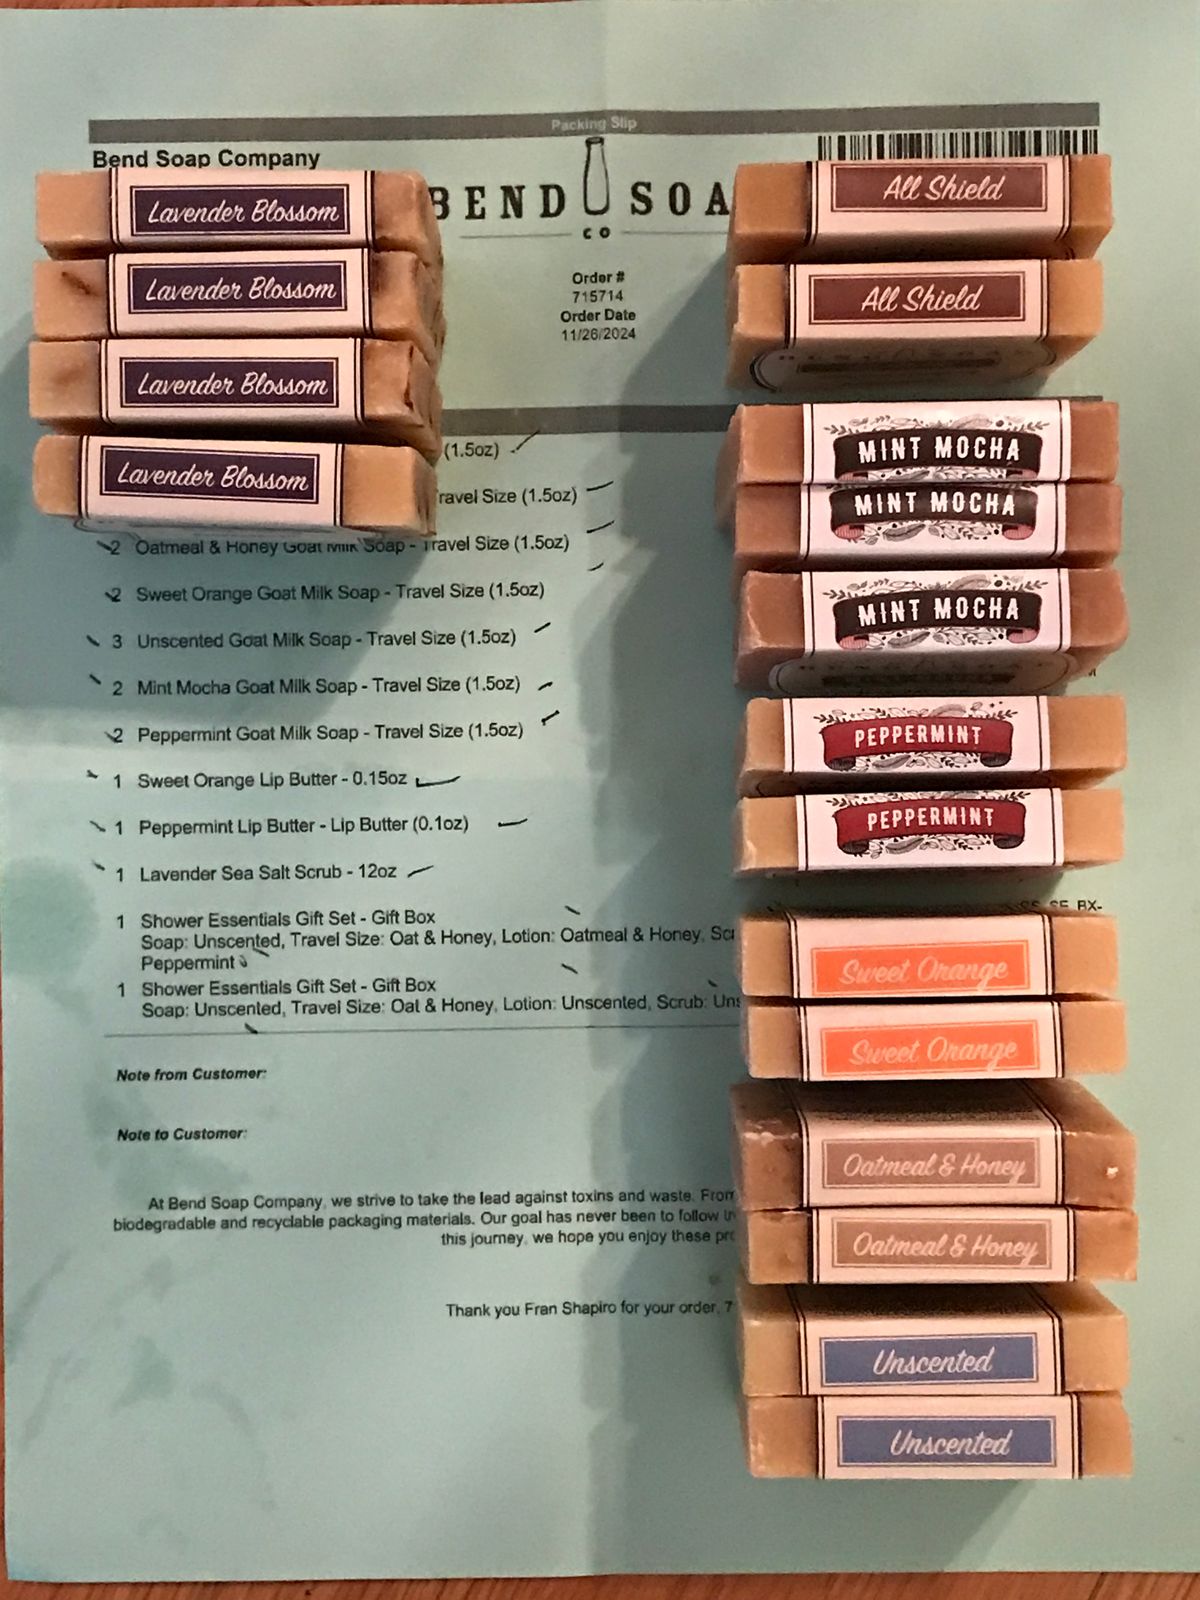 Packing Slip
Bend Soap Company
BEND SOA
CO
Order #
715714
Order Date
11/26/2024
Lavender Blossom
Lavender Blossom
Lavender Blossom
Lavender Blossom
All Shield
All Shield
MINT MOCHA
MINT MOCHA
MINT MOCHA
PEPPERMINT
PEPPERMINT
Sweet Orange
Sweet Orange
Oatmeal & Honey
Oatmeal & Honey
Unscented
Unscented
(1.5oz)
ravel Size (1.5oz)
2 Oatmeal & Honey Goat Milk Soap - Travel Size (1.5oz)
2 Sweet Orange Goat Milk Soap - Travel Size (1.5oz)
3 Unscented Goat Milk Soap - Travel Size (1.5oz)
2 Mint Mocha Goat Milk Soap - Travel Size (1.5oz)
2 Peppermint Goat Milk Soap - Travel Size (1.5oz)
1 Sweet Orange Lip Butter - 0.15oz
1 Peppermint Lip Butter - Lip Butter (0.1oz)
1 Lavender Sea Salt Scrub - 12oz
1 Shower Essentials Gift Set - Gift Box
Soap: Unscented, Travel Size: Oat & Honey, Lotion: Oatmeal & Honey, Scr
Peppermint
1 Shower Essentials Gift Set - Gift Box
Soap: Unscented, Travel Size: Oat & Honey, Lotion: Unscented, Scrub: Uns
Note from Customer:
Note to Customer:
At Bend Soap Company, we strive to take the lead against toxins and waste. From
biodegradable and recyclable packaging materials. Our goal has never been to follow
this journey, we hope you enjoy these pro
Thank you Fran Shapiro for your order, 7